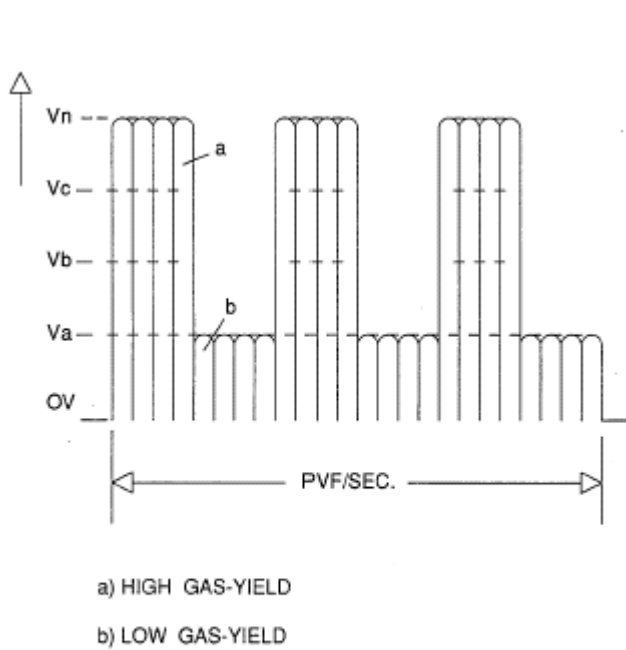 Vn
a
Vc
Vb
b
Va
OV
PVF/SEC.
a) HIGH GAS-YIELD
b) LOW GAS-YIELD